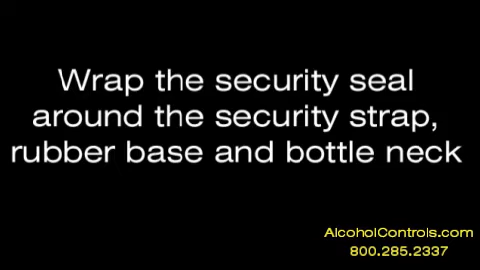 Wrap the security seal
around the security strap,
rubber base and bottle neck
AlcoholControls.com
800.285.2337